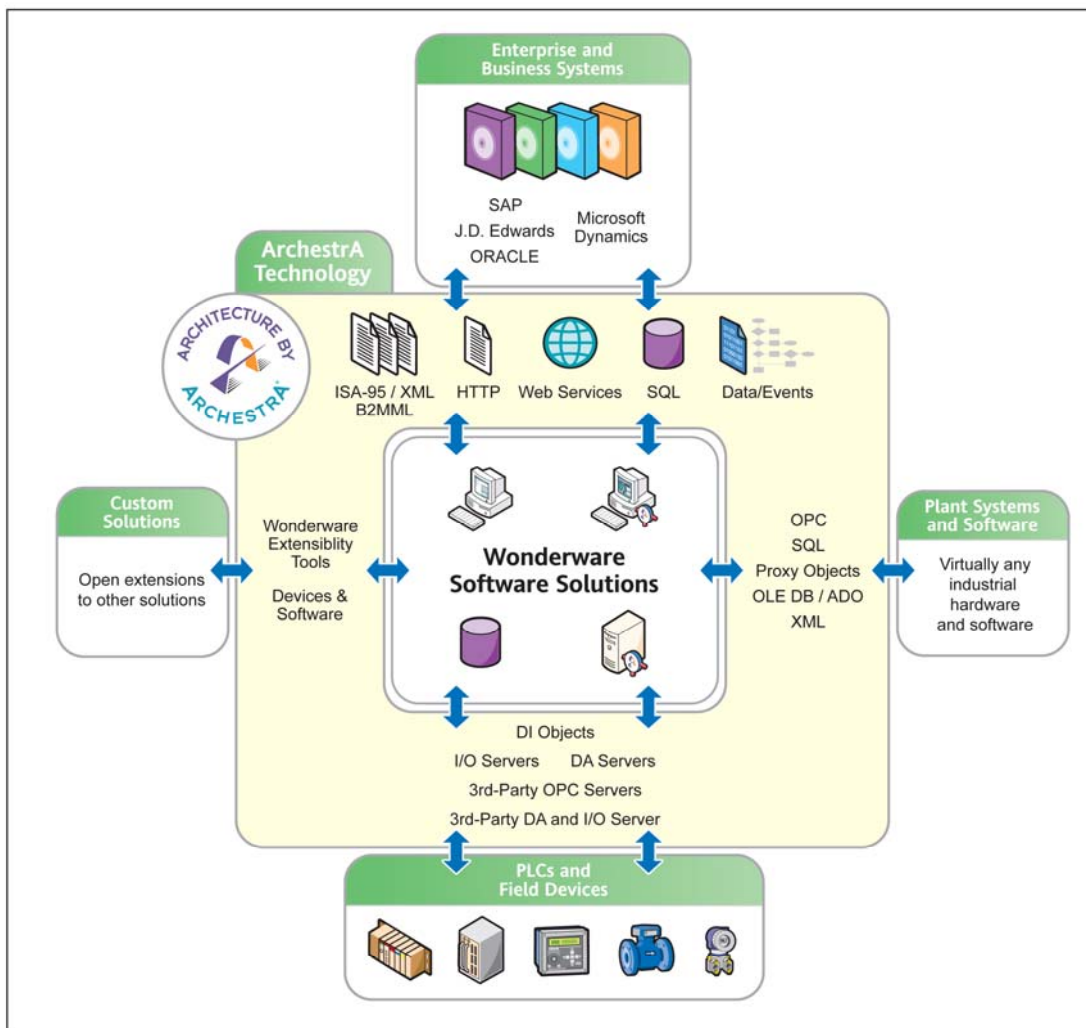 Enterprise and
Business Systems
SAP
J.D. Edwards
ORACLE
Microsoft
Dynamics
ArchestrA
Technology
ARCHITECTURE BY
ARCHESTRA
ISA-95 / XML
B2MML
HTTP
Web Services
SQL
Data/Events
Custom
Solutions
Open extensions
to other solutions
Wonderware
Extensiblity
Tools
Devices &
Software
Wonderware
Software Solutions
OPC
SQL
Proxy Objects
OLE DB / ADO
XML
Plant Systems
and Software
Virtually any
industrial
hardware
and software
DI Objects
I/O Servers
DA Servers
3rd-Party OPC Servers
3rd-Party DA and I/O Server
PLCs and
Field Devices